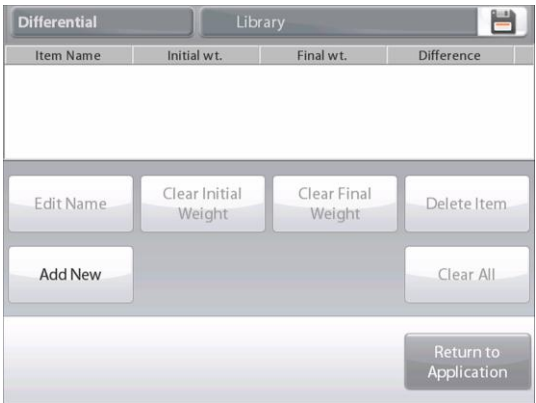 Differential Library
Item Name Initial wt. Final wt. Difference
Edit Name Clear Initial Weight Clear Final Weight Delete Item
Add New Clear All
Return to Application